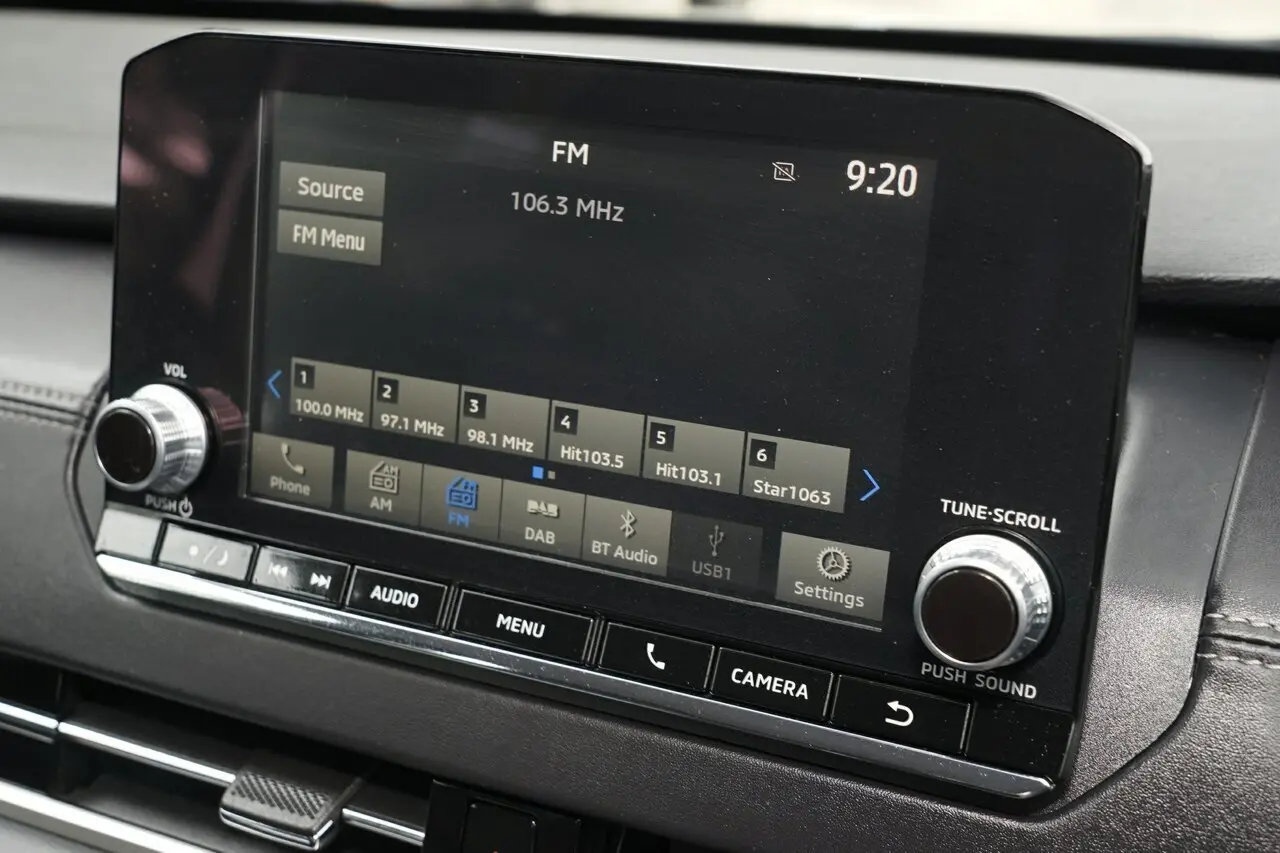 FM
9:20
106.3 MHz
Source
FM Menu
1
100.0 MHz
2
97.1 MHz
3
98.1 MHz
4
Hit103.5
5
Hit103.1
6
Star1063
Phone
AM
AM
FM
DAB
BT Audio
USB1
Settings
VOL
PUSH
TUNE·SCROLL
PUSH SOUND
AUDIO
MENU
CAMERA